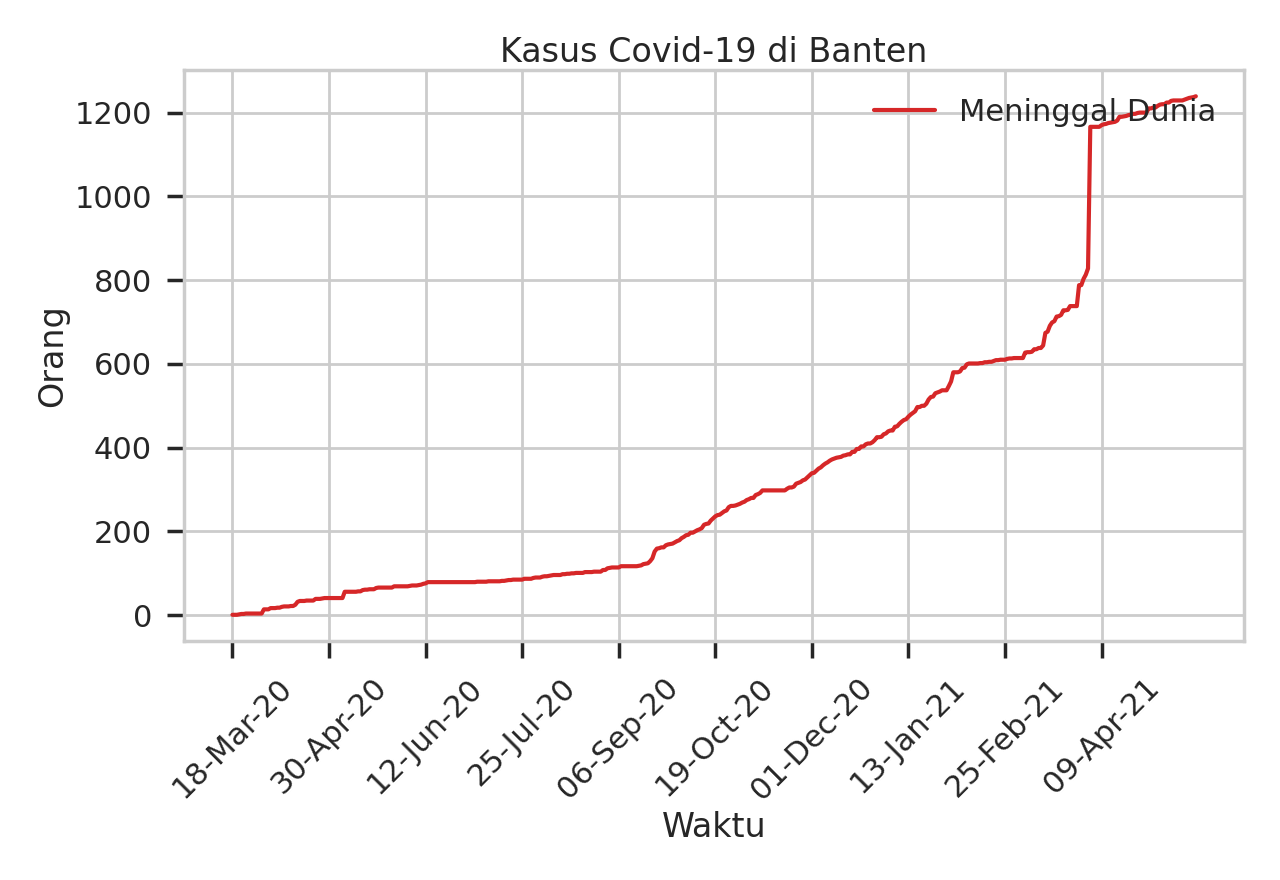 Kasus Covid-19 di Banten
Meninggal Dunia
Orang
1200
1000
800
600
400
200
0
18-Mar-20
30-Apr-20
12-Jun-20
25-Jul-20
06-Sep-20
19-Oct-20
01-Dec-20
13-Jan-21
25-Feb-21
09-Apr-21
Waktu